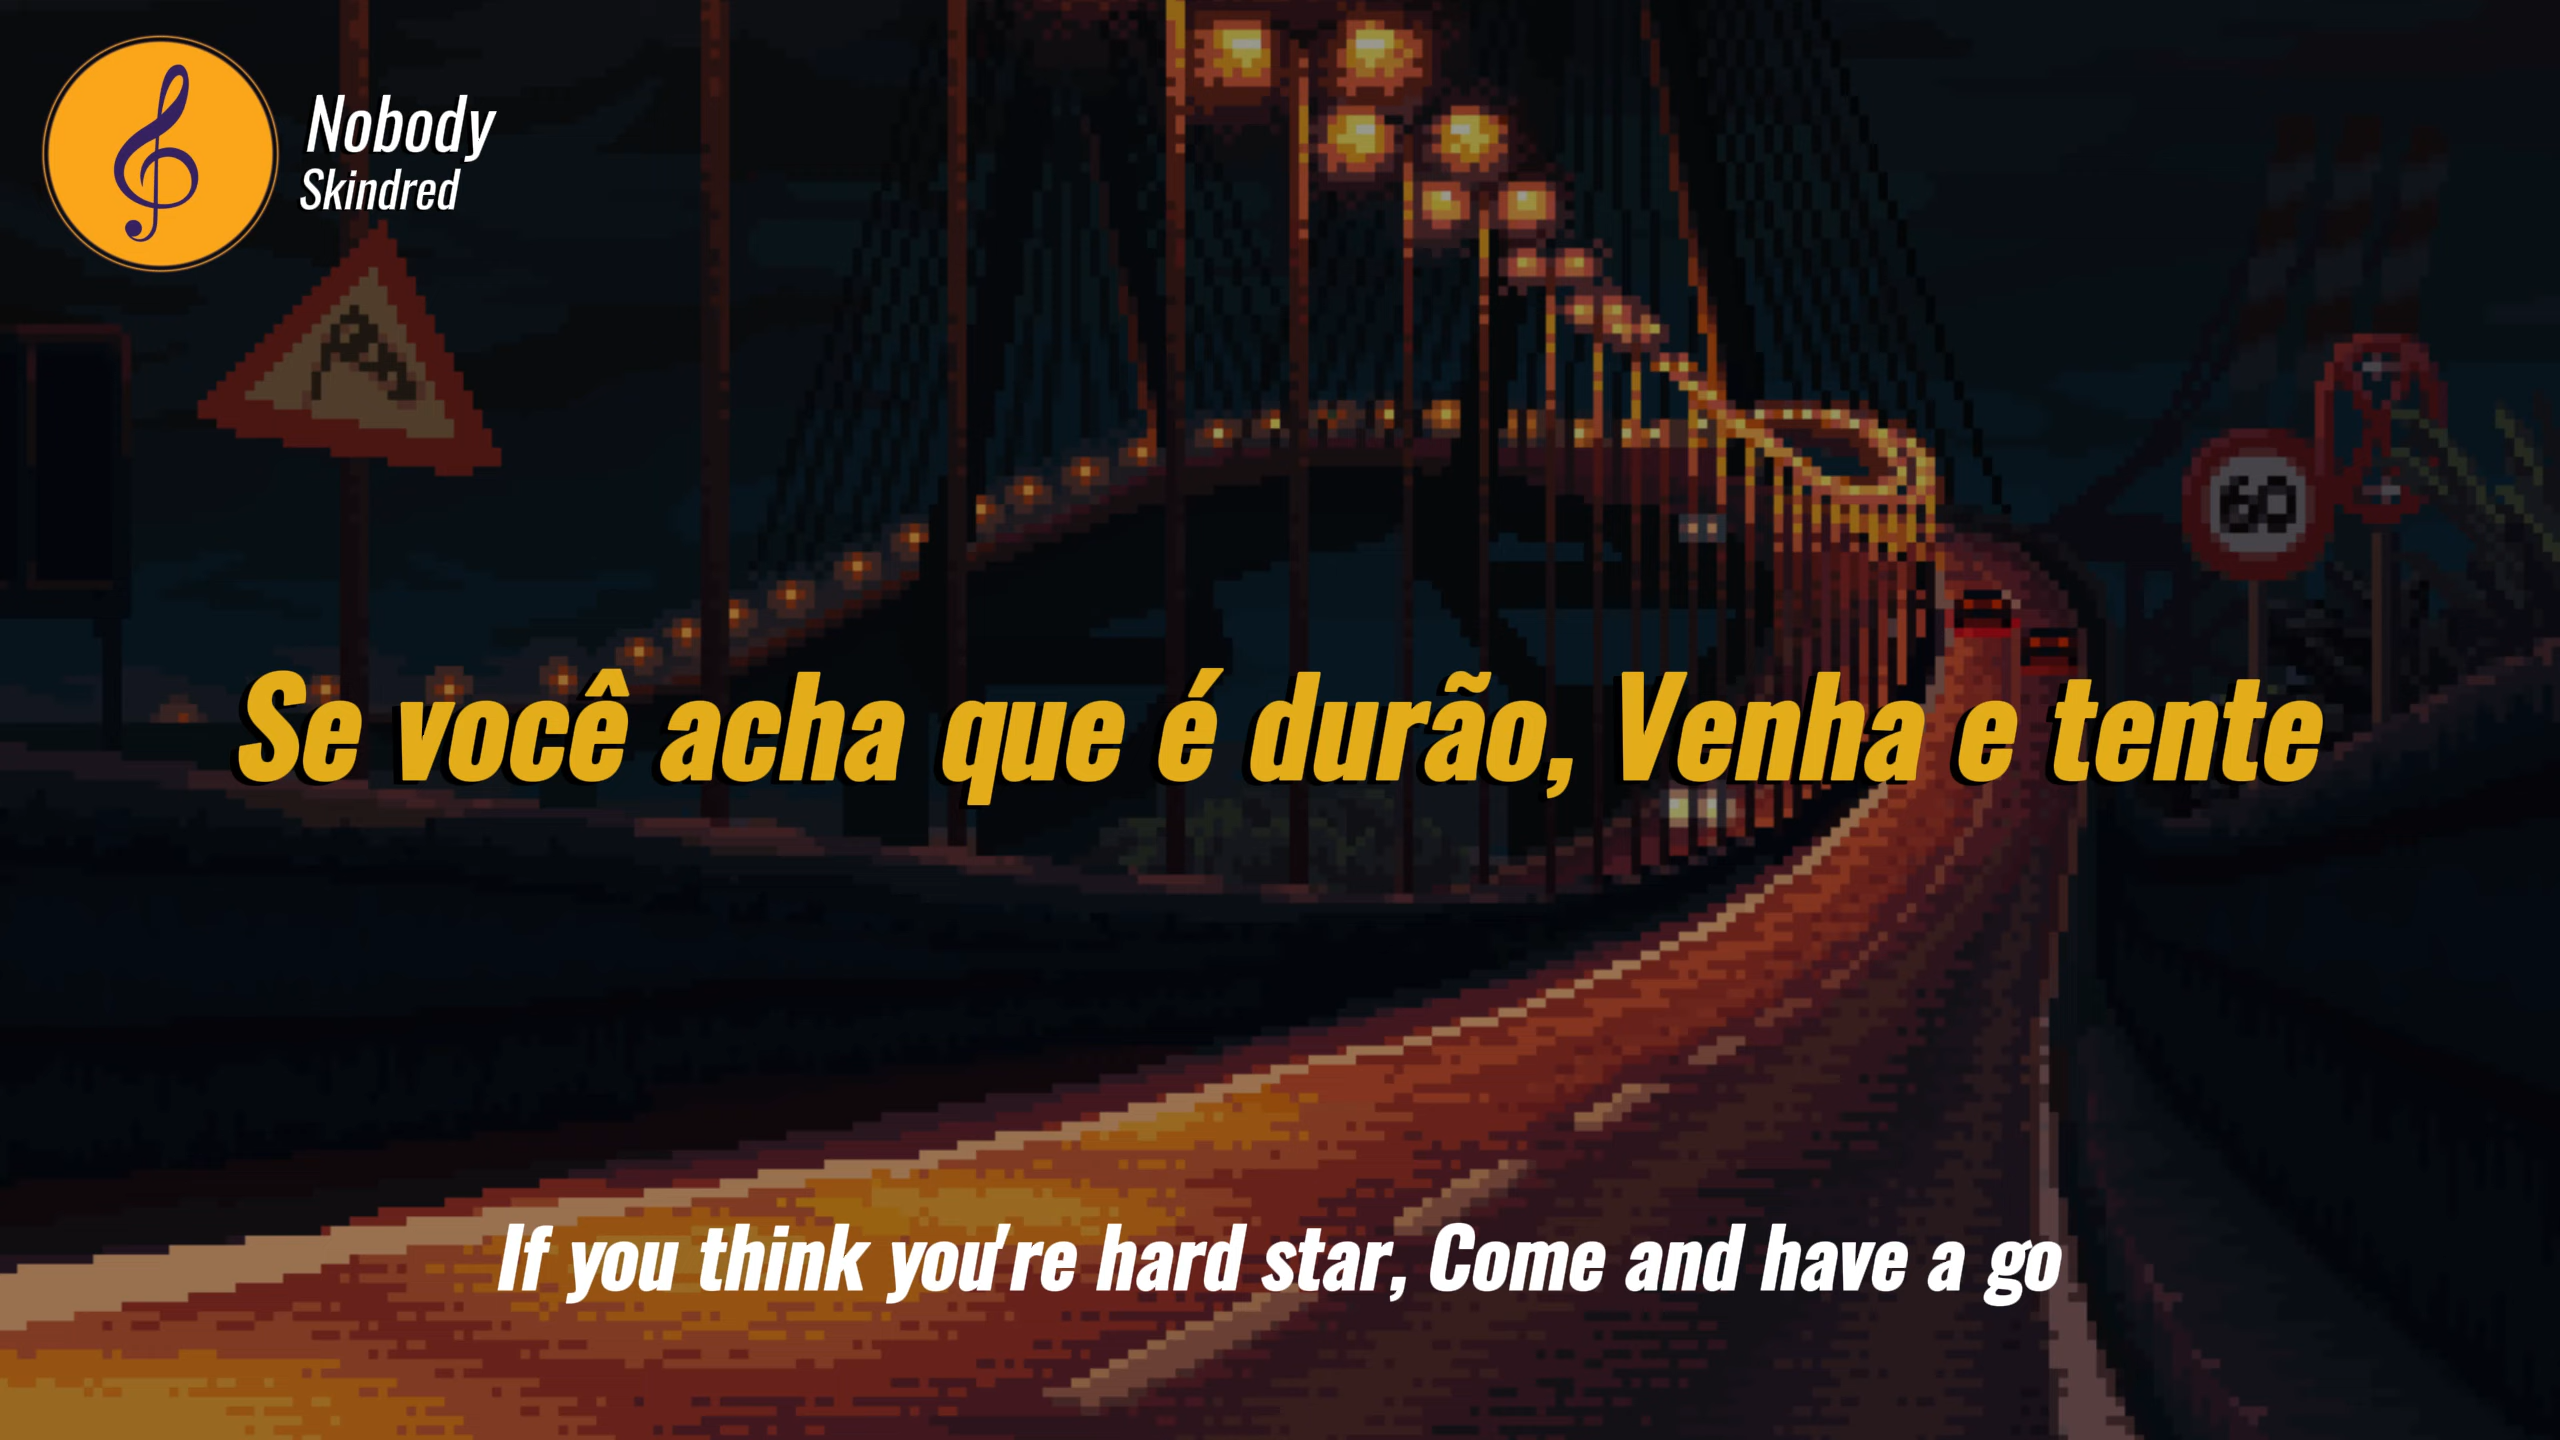 Nobody
Skindred
60
Se você acha que é durão, Venha e tente
If you think you're hard star, Come and have a go